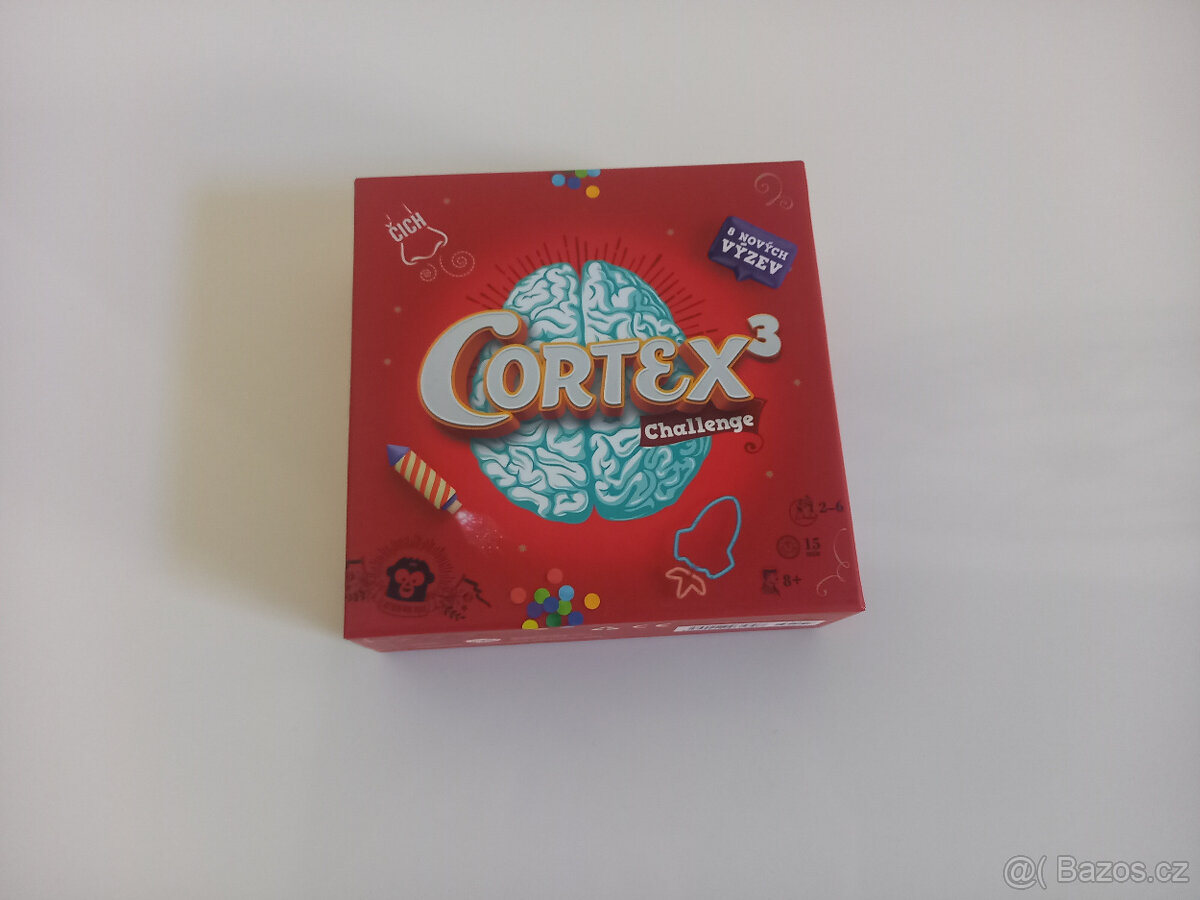 ČICH
8 NOVÝCH
VÝZEV
CORTEX³
Challenge
2–6
15
8+
@( Bazos.cz